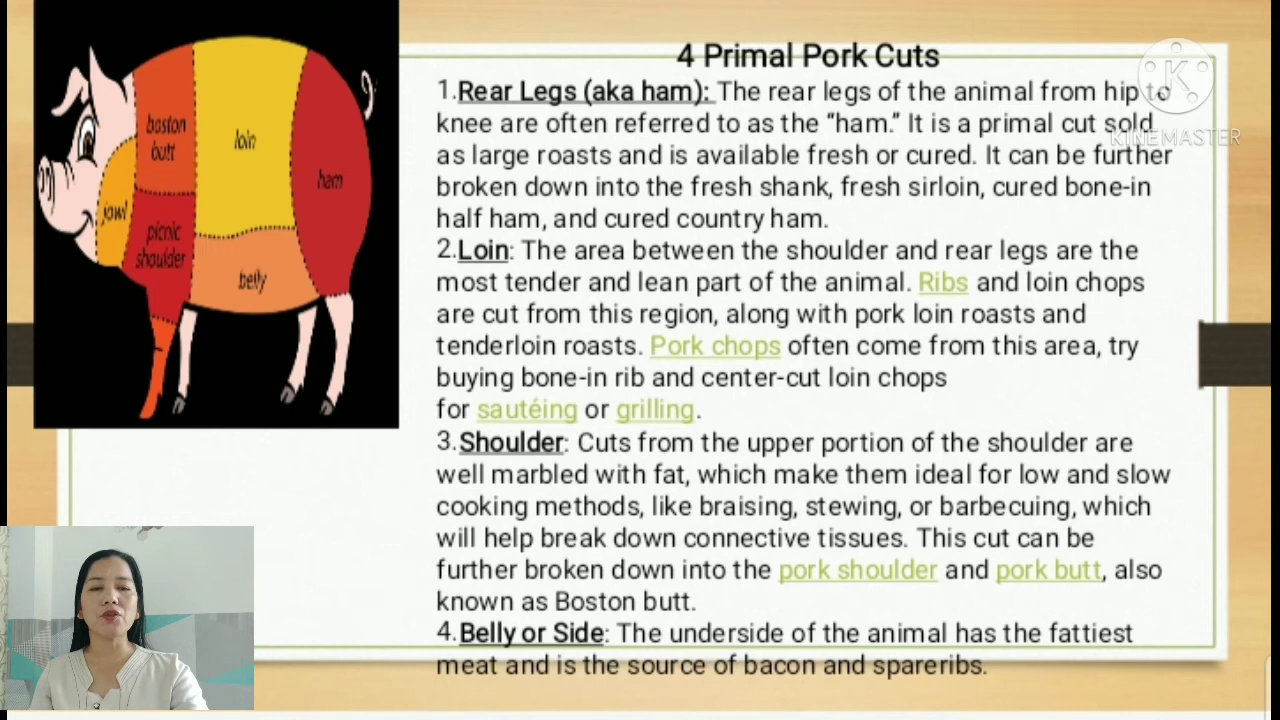 4 Primal Pork Cuts
1.Rear Legs (aka ham): The rear legs of the animal from hip to
knee are often referred to as the “ham.” It is a primal cut sold
as large roasts and is available fresh or cured. It can be further
broken down into the fresh shank, fresh sirloin, cured bone-in
half ham, and cured country ham.
2.Loin: The area between the shoulder and rear legs are the
most tender and lean part of the animal. Ribs and loin chops
are cut from this region, along with pork loin roasts and
tenderloin roasts. Pork chops often come from this area, try
buying bone-in rib and center-cut loin chops
for sautéing or grilling.
3.Shoulder: Cuts from the upper portion of the shoulder are
well marbled with fat, which make them ideal for low and slow
cooking methods, like braising, stewing, or barbecuing, which
will help break down connective tissues. This cut can be
further broken down into the pork shoulder and pork butt, also
known as Boston butt.
4.Belly or Side: The underside of the animal has the fattiest
meat and is the source of bacon and spareribs.
boston
butt
loin
ham
jowl
picnic
shoulder
belly
K
KINEMASTER